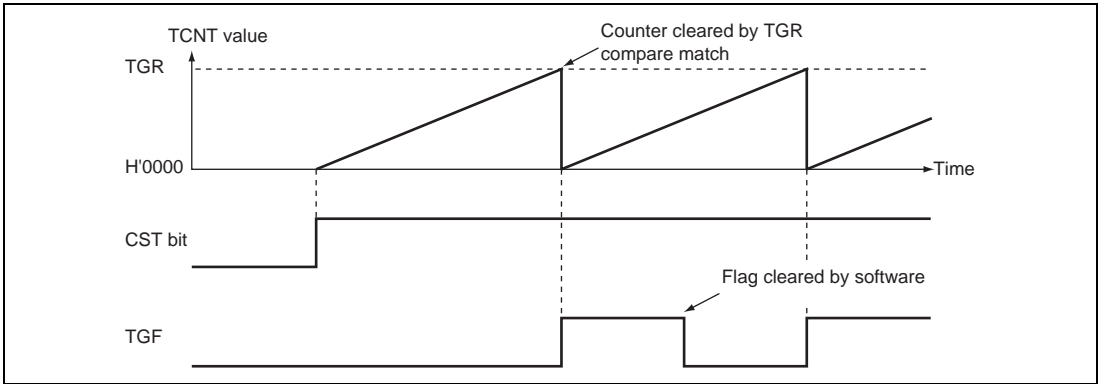 TCNT value
Counter cleared by TGR
compare match
TGR
H'0000
Time
CST bit
Flag cleared by software
TGF